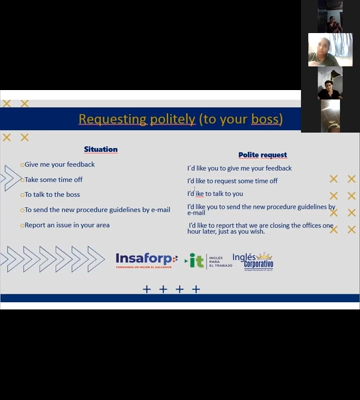 Requesting politely (to your boss)
Situation
Give me your feedback
Take some time off
To talk to the boss
To send the new procedure guidelines by e-mail
Report an issue in your area
Polite request
I'd like you to give me your feedback
I'd like to request some time off
I'd like to talk to you
I'd like you to send the new procedure guidelines by
e-mail
I'd like to report that we are closing the offices one
hour later, just as you wish.
Insaforp
it
INGLÉS
PARA
EL TRABAJO
Inglés
Corporativo